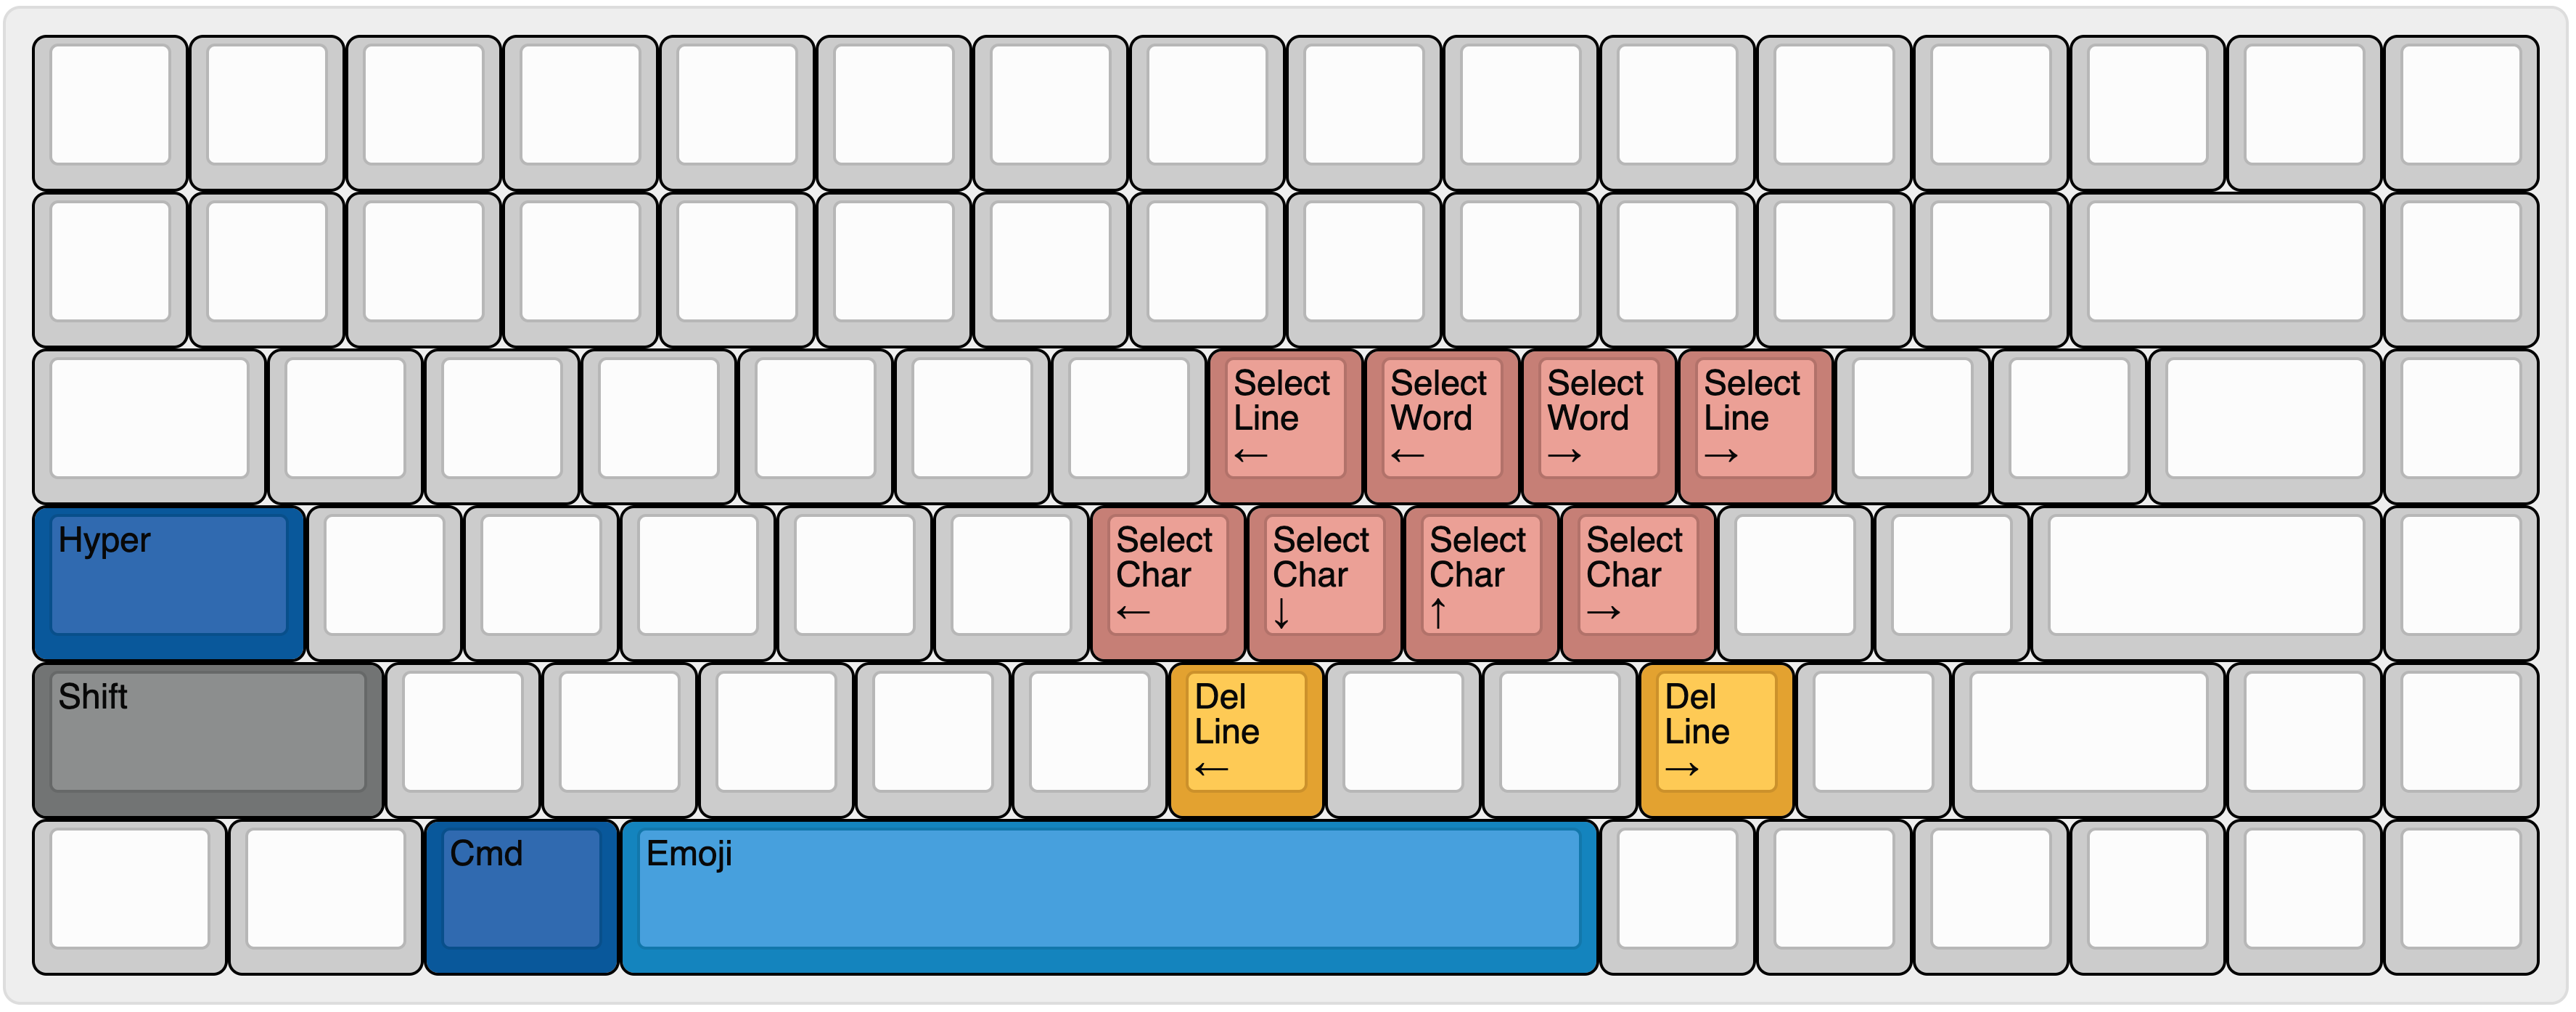 Select
Line
←
Select
Word
←
Select
Word
→
Select
Line
→
Hyper
Select
Char
←
Select
Char
↓
Select
Char
↑
Select
Char
→
Shift
Del
Line
←
Del
Line
→
Cmd
Emoji